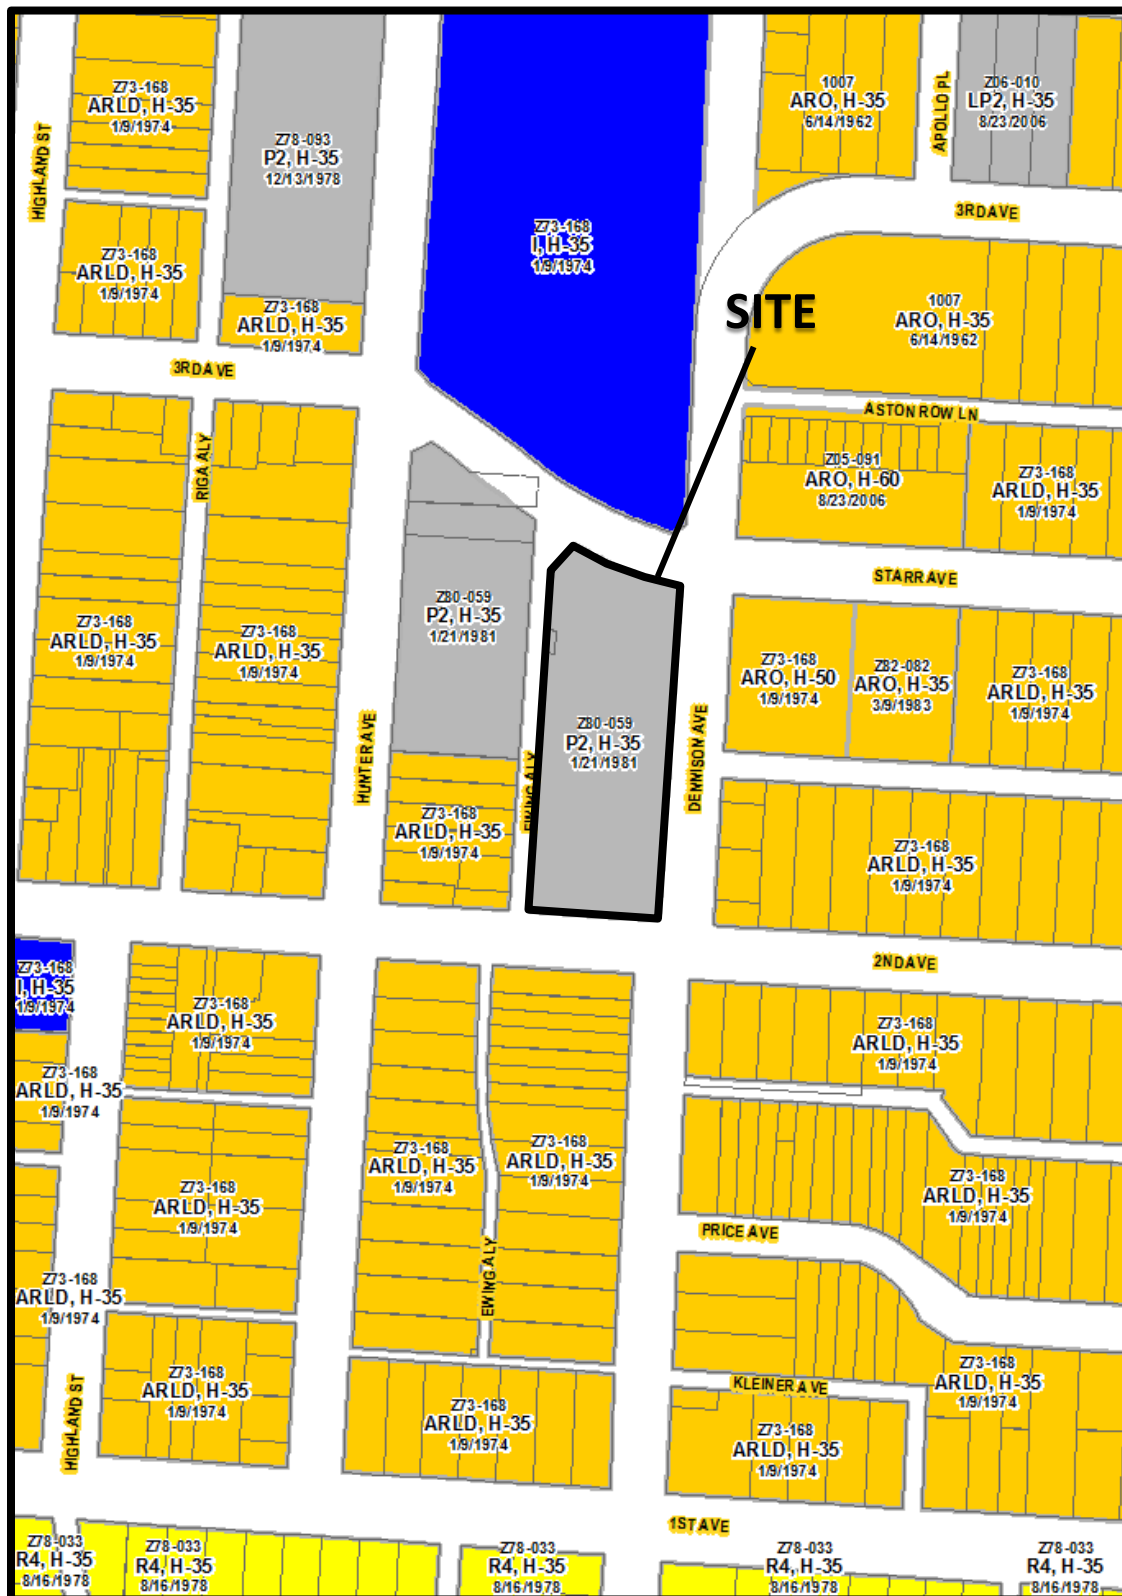 Z73-168
ARLD, H-35
1/9/1974
Z78-093
P2, H-35
12/13/1978
Z73-168
I, H-35
1/9/1974
1007
ARO, H-35
6/14/1962
APOLLO PL
Z06-010
LP2, H-35
8/23/2006
HIGHLAND ST
3RD AVE
Z73-168
ARLD, H-35
1/9/1974
Z73-168
ARLD, H-35
1/9/1974
SITE
1007
ARO, H-35
6/14/1962
3RD AVE
ASTON ROW LN
RIGA ALY
Z05-091
ARO, H-60
8/23/2006
Z73-168
ARLD, H-35
1/9/1974
STARR AVE
Z73-168
ARLD, H-35
1/9/1974
Z73-168
ARLD, H-35
1/9/1974
Z80-059
P2, H-35
1/21/1981
Z73-168
ARO, H-50
1/9/1974
Z82-082
ARO, H-35
3/9/1983
Z73-168
ARLD, H-35
1/9/1974
HUNTER AVE
EWING ALY
Z80-059
P2, H-35
1/21/1981
DENNISON AVE
Z73-168
ARLD, H-35
1/9/1974
Z73-168
ARLD, H-35
1/9/1974
2ND AVE
Z73-168
I, H-35
1/9/1974
Z73-168
ARLD, H-35
1/9/1974
Z73-168
ARLD, H-35
1/9/1974
Z73-168
ARLD, H-35
1/9/1974
Z73-168
ARLD, H-35
1/9/1974
Z73-168
ARLD, H-35
1/9/1974
Z73-168
ARLD, H-35
1/9/1974
Z73-168
ARLD, H-35
1/9/1974
PRICE AVE
EWING ALY
Z73-168
ARLD, H-35
1/9/1974
Z73-168
ARLD, H-35
1/9/1974
Z73-168
ARLD, H-35
1/9/1974
KLEINER AVE
Z73-168
ARLD, H-35
1/9/1974
HIGHLAND ST
Z73-168
ARLD, H-35
1/9/1974
1ST AVE
Z78-033
R4, H-35
8/16/1978
Z78-033
R4, H-35
8/16/1978
Z78-033
R4, H-35
8/16/1978
Z78-033
R4, H-35
8/16/1978
Z78-033
R4, H-35
8/16/1978